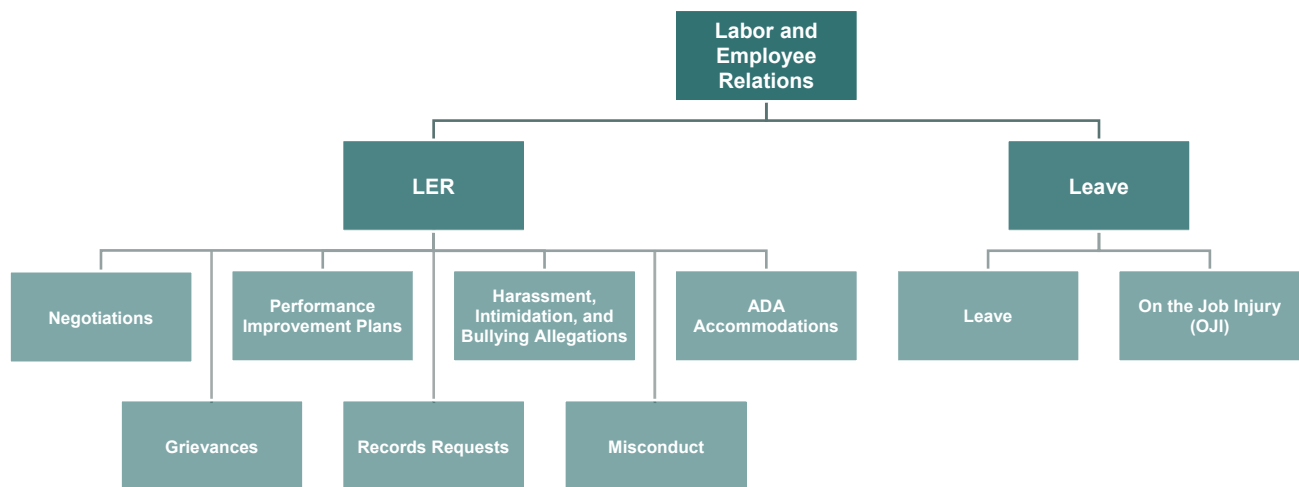 Labor and
Employee
Relations
LER
Leave
Negotiations
Performance
Improvement Plans
Harassment,
Intimidation, and
Bullying Allegations
ADA
Accommodations
Leave
On the Job Injury
(OJI)
Grievances
Records Requests
Misconduct